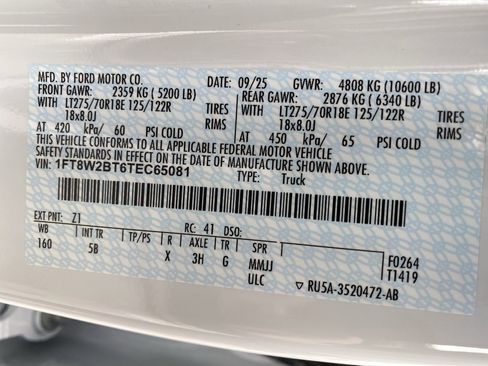 MFD. BY FORD MOTOR CO.
DATE: 09/25 GVWR: 4808 KG (10600 LB)
FRONT GAWR: 2359 KG ( 5200 LB) REAR GAWR: 2876 KG ( 6340 LB)
WITH LT275/70R18E 125/122R TIRES WITH LT275/70R18E 125/122R TIRES
18x8.0J RIMS 18x8.0J RIMS
AT 420 kPa/ 60 PSI COLD AT 450 kPa/ 65 PSI COLD
THIS VEHICLE CONFORMS TO ALL APPLICABLE FEDERAL MOTOR VEHICLE
SAFETY STANDARDS IN EFFECT ON THE DATE OF MANUFACTURE SHOWN ABOVE.
VIN: 1FT8W2BT6TEC65081 TYPE: Truck
EXT PNT: Z1 RC: 41 DSO:
WB INT TR TP/PS R AXLE TR SPR
160 5B X 3H G MMJJ
ULC
F0264
T1419
▽ RU5A-3520472-AB